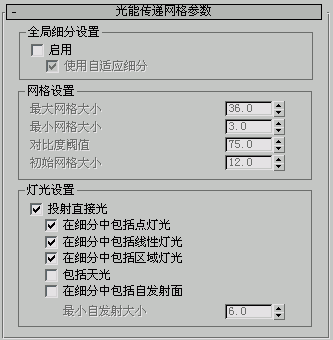 - 光能传递网格参数
全局细分设置
启用
使用自适应细分
网格设置
最大网格大小 36.0
最小网格大小 3.0
对比度阈值 75.0
初始网格大小 12.0
灯光设置
投射直接光
在细分中包括点灯光
在细分中包括线性灯光
在细分中包括区域灯光
包括天光
在细分中包括自发射面
最小自发射大小 6.0